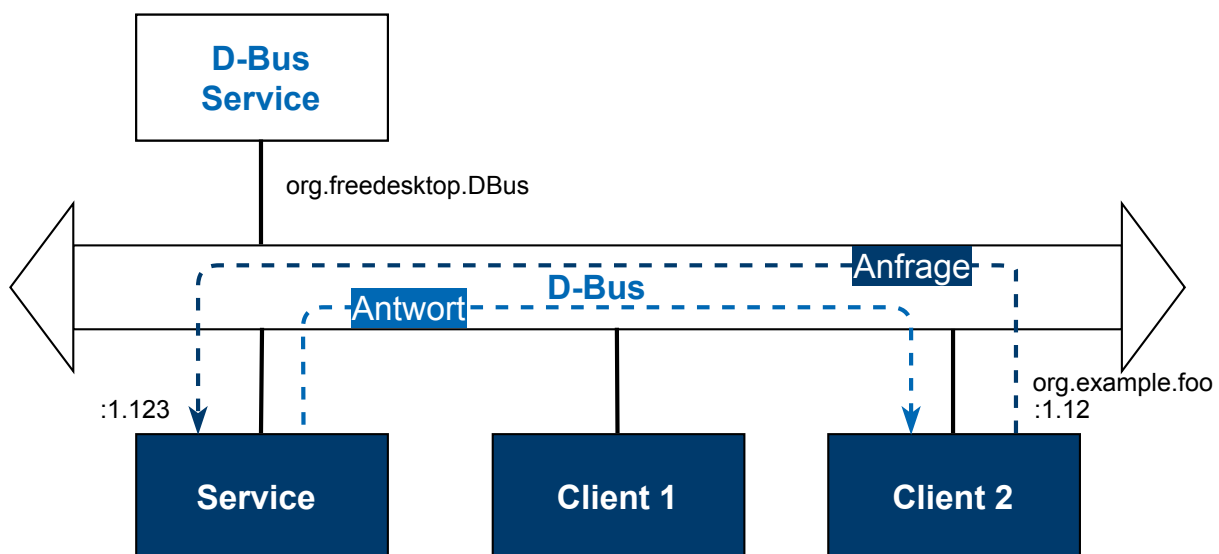 D-Bus
Service
org.freedesktop.DBus
Anfrage
D-Bus
Antwort
org.example.foo
:1.123
:1.12
Service
Client 1
Client 2